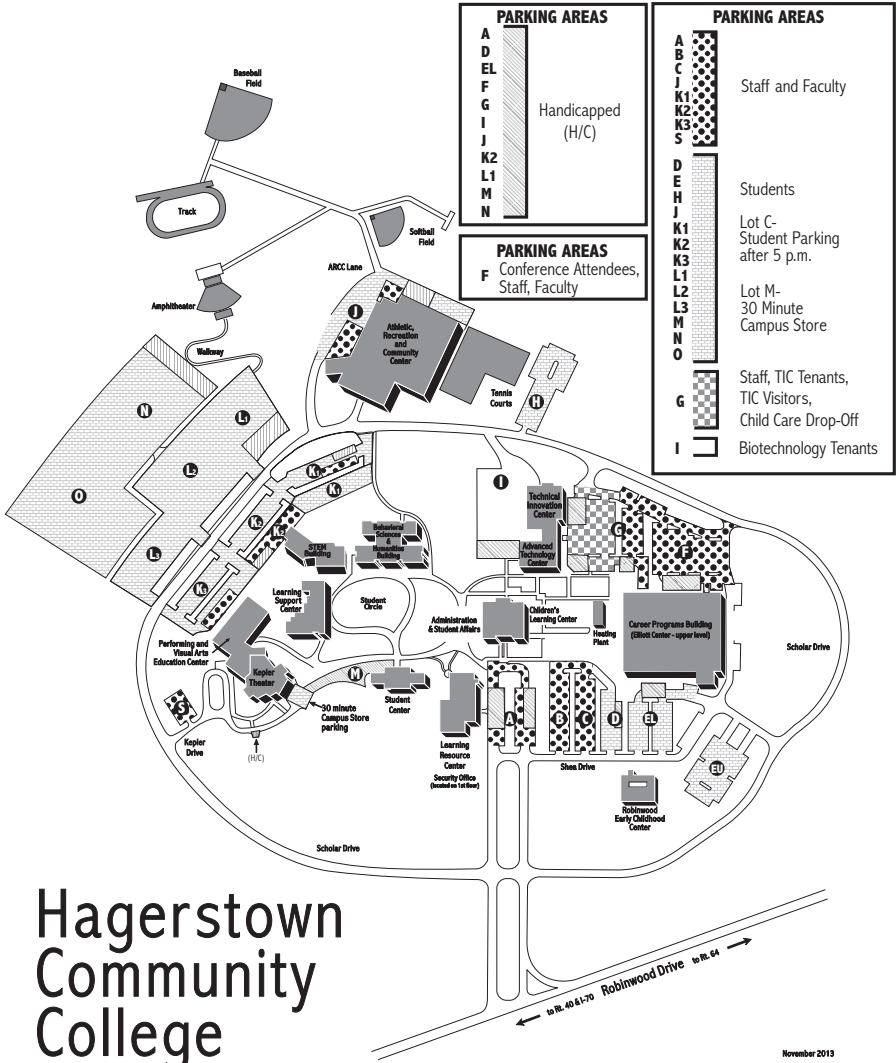 PARKING AREAS
A
D
EL
F
G
I
J
K2
L1
M
N
Handicapped
(H/C)
PARKING AREAS
F Conference Attendees,
Staff, Faculty
PARKING AREAS
A
B
C
J
K1
K2
K3
S
Staff and Faculty
D
E
H
J
K1
K2
K3
L1
L2
L3
M
N
O
Students
Lot C-
Student Parking
after 5 p.m.
Lot M-
30 Minute
Campus Store
G
Staff, TIC Tenants,
TIC Visitors,
Child Care Drop-Off
I
Biotechnology Tenants
Baseball
Field
Track
Softball
Field
ARCC Lane
Amphitheater
Walkway
J
Athletic,
Recreation
and
Community
Center
Tennis
Courts
H
N
L1
O
L2
L3
K1
K1
K2
K2
K3
STEM
Building
Behavioral
Sciences
&
Humanities
Building
I
Technical
Innovation
Center
Advanced
Technology
Center
G
F
Learning
Support
Center
Student
Circle
Administration
& Student Affairs
Children's
Learning Center
Heating
Plant
Career Programs Building
(Elliott Center - upper level)
Scholar Drive
Performing and
Visual Arts
Education Center
Kepler
Theater
M
Student
Center
30 minute
Campus Store
parking
S
Kepler
Drive
(H/C)
Learning
Resource
Center
Security Office
(located on 1st floor)
A
B
C
D
EL
EU
Shea Drive
Robinwood
Early Childhood
Center
Scholar Drive
Hagerstown
Community
College
to Rt. 40 & I-70 Robinwood Drive to Rt. 64
November 2013